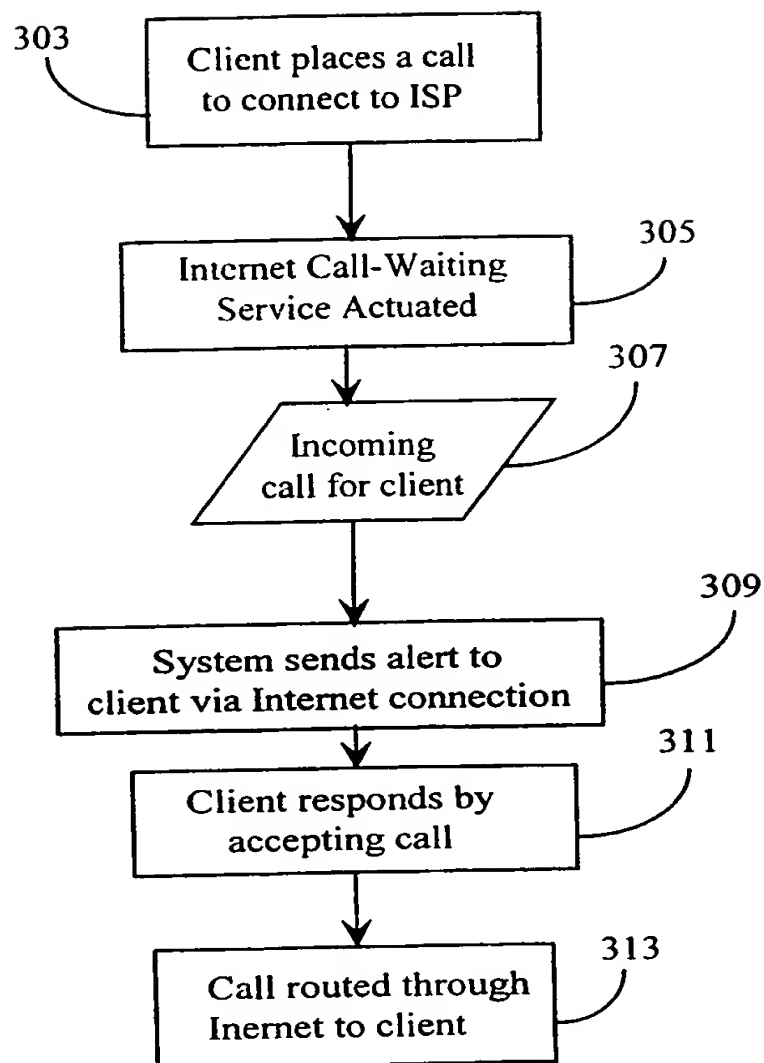 303
Client places a call
to connect to ISP
305
Internet Call-Waiting
Service Actuated
307
Incoming
call for client
309
System sends alert to
client via Internet connection
311
Client responds by
accepting call
313
Call routed through
Inernet to client